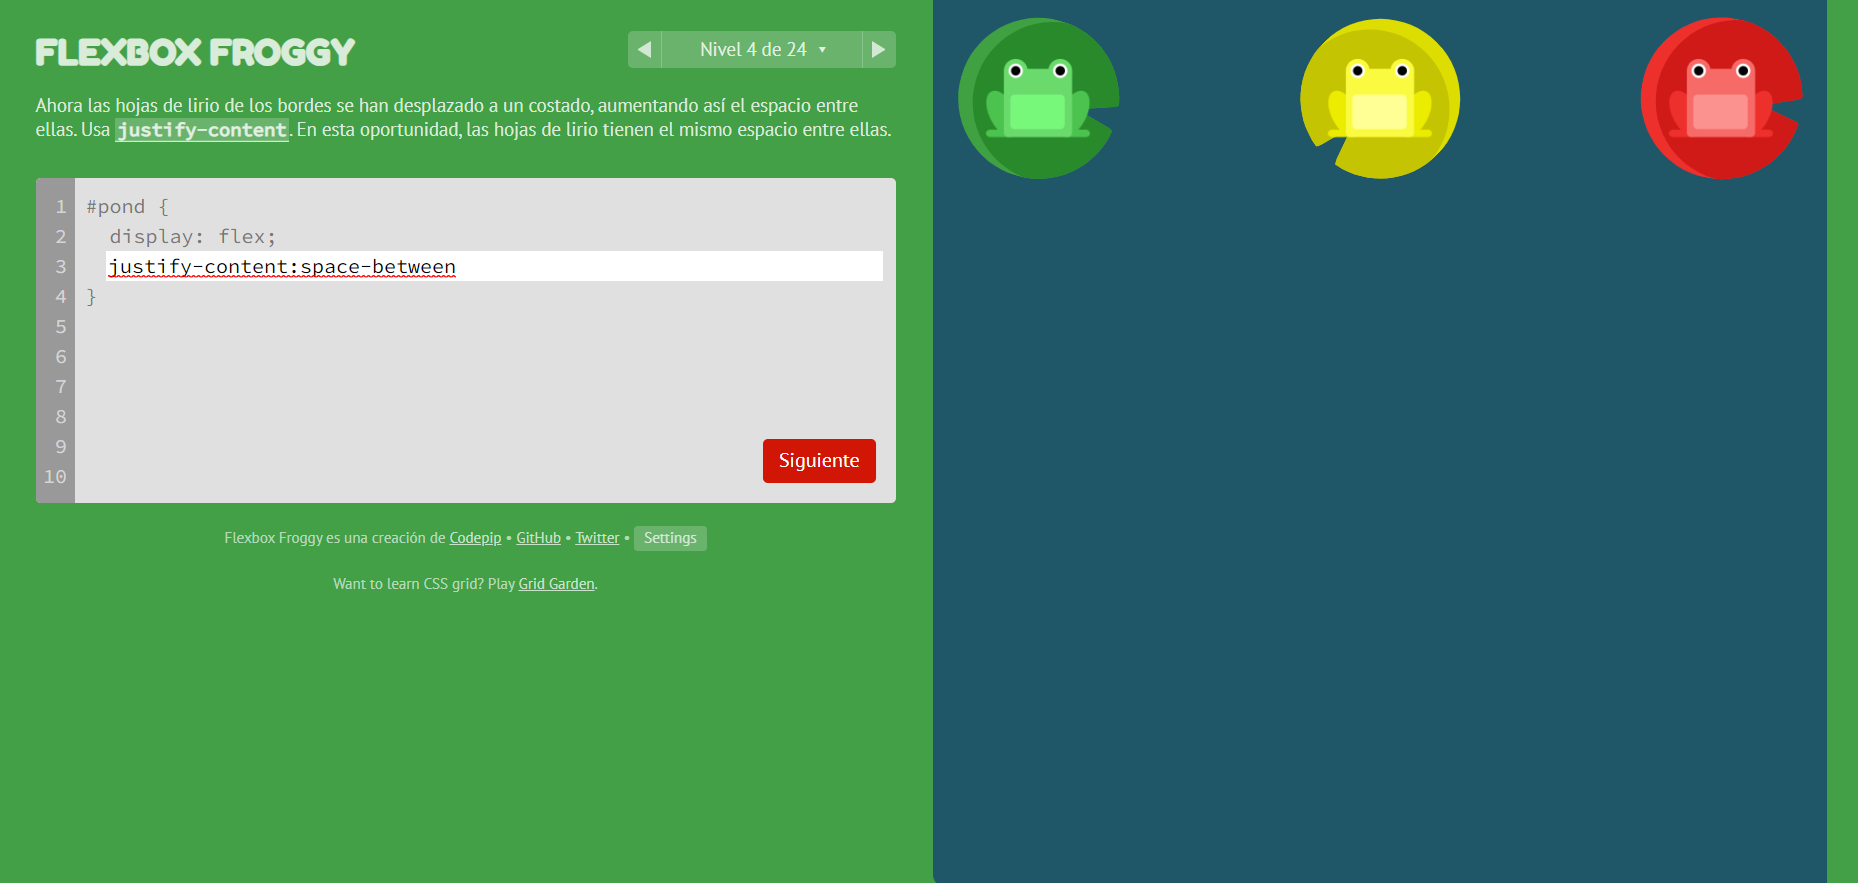 FLEXBOX FROGGY
Nivel 4 de 24
Ahora las hojas de lirio de los bordes se han desplazado a un costado, aumentando así el espacio entre
ellas. Usa justify-content. En esta oportunidad, las hojas de lirio tienen el mismo espacio entre ellas.
1 #pond {
2 display: flex;
3 justify-content:space-between
4 }
5
6
7
8
9
10
Siguiente
Flexbox Froggy es una creación de Codepip • GitHub • Twitter • Settings
Want to learn CSS grid? Play Grid Garden.